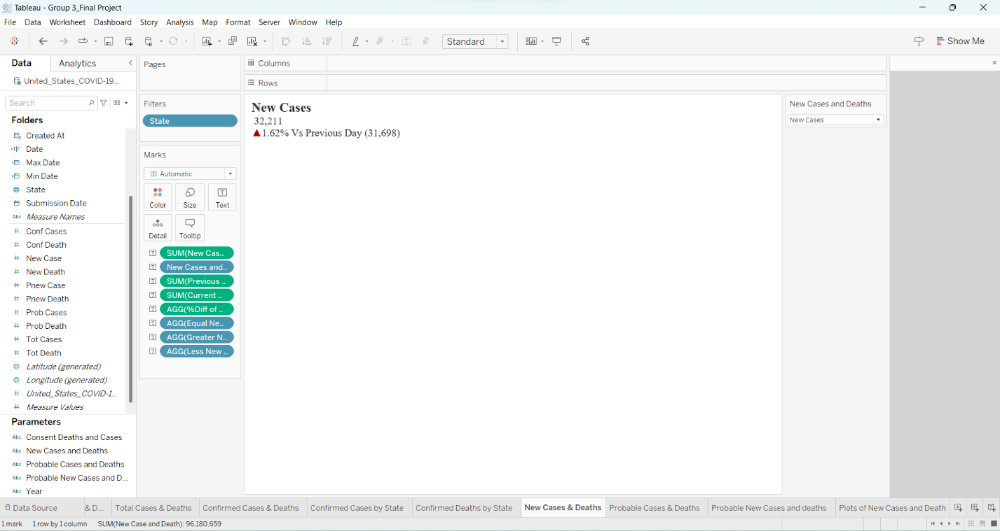 Tableau - Group 3_Final Project
File Data Worksheet Dashboard Story Analysis Map Format Server Window Help
Standard
Show Me
Data
Analytics
United_States_COVID-19...
Search
Folders
Created At
Date
Max Date
Min Date
State
Submission Date
Abc Measure Names
Conf Cases
Conf Death
New Case
New Death
Pnew Case
Pnew Death
Prob Cases
Prob Death
Tot Cases
Tot Death
Latitude (generated)
Longitude (generated)
United_States_COVID-1...
Measure Values
Parameters
Abc Consent Deaths and Cases
Abc New Cases and Deaths
Abc Probable Cases and Deaths
Abc Probable New Cases and D...
Abc Year
Pages
Filters
State
Marks
Automatic
Color
Size
Text
Detail
Tooltip
SUM(New Cas..
New Cases and..
SUM(Previous ..
SUM(Current ..
AGG(%Diff of ..
AGG(Equal Ne..
AGG(Greater N..
AGG(Less New ..
Columns
Rows
New Cases
32,211
▲1.62% Vs Previous Day (31,698)
New Cases and Deaths
New Cases
Data Source
& D...
Total Cases & Deaths
Confirmed Cases & Deaths
Confirmed Cases by State
Confirmed Deaths by State
New Cases & Deaths
Probable Cases & Deaths
Probable New Cases and deaths
Plots of New Cases and Death
1 mark
1 row by 1 column
SUM(New Case and Death): 96,180.659